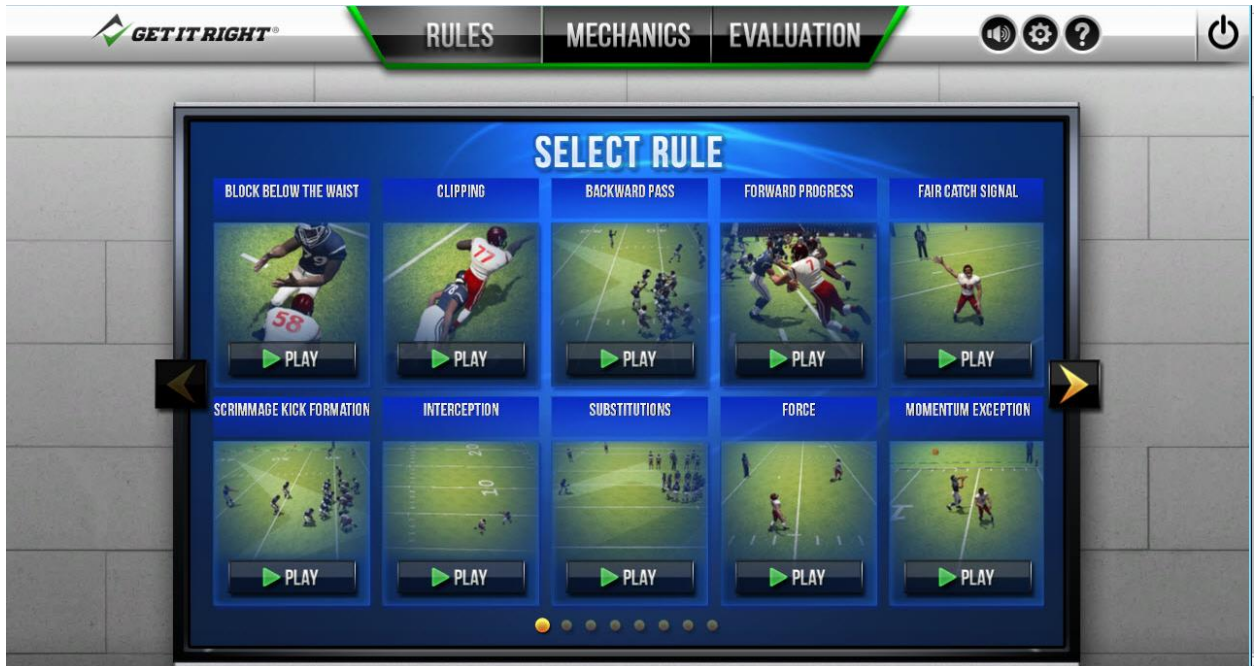 GET IT RIGHT®
RULES
MECHANICS
EVALUATION
?
SELECT RULE
BLOCK BELOW THE WAIST
CLIPPING
BACKWARD PASS
FORWARD PROGRESS
FAIR CATCH SIGNAL
9
58
77
7
PLAY
PLAY
PLAY
PLAY
PLAY
SCRIMMAGE KICK FORMATION
INTERCEPTION
SUBSTITUTIONS
FORCE
MOMENTUM EXCEPTION
20
10
PLAY
PLAY
PLAY
PLAY
PLAY